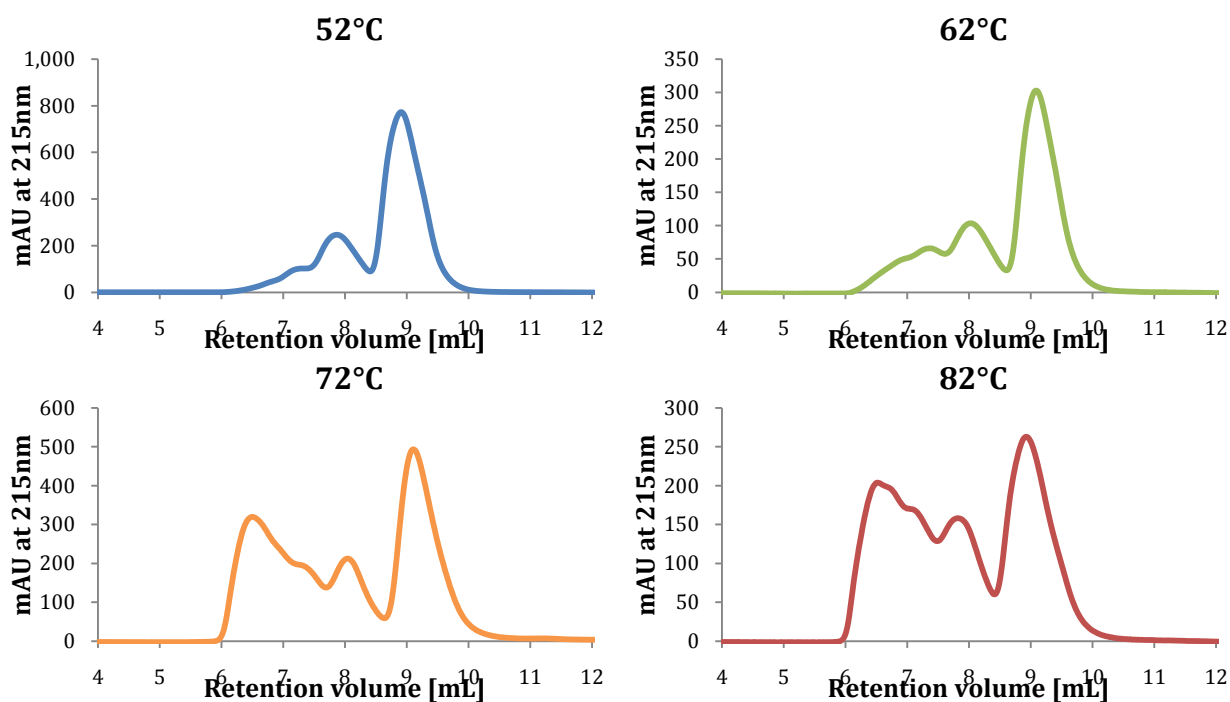 52°C
mAU at 215nm
1,000
800
600
400
200
0
4 5 6 7 8 9 10 11 12
Retention volume [mL]
62°C
mAU at 215nm
350
300
250
200
150
100
50
0
4 5 6 7 8 9 10 11 12
Retention volume [mL]
72°C
mAU at 215nm
600
500
400
300
200
100
0
4 5 6 7 8 9 10 11 12
Retention volume [mL]
82°C
mAU at 215nm
300
250
200
150
100
50
0
4 5 6 7 8 9 10 11 12
Retention volume [mL]